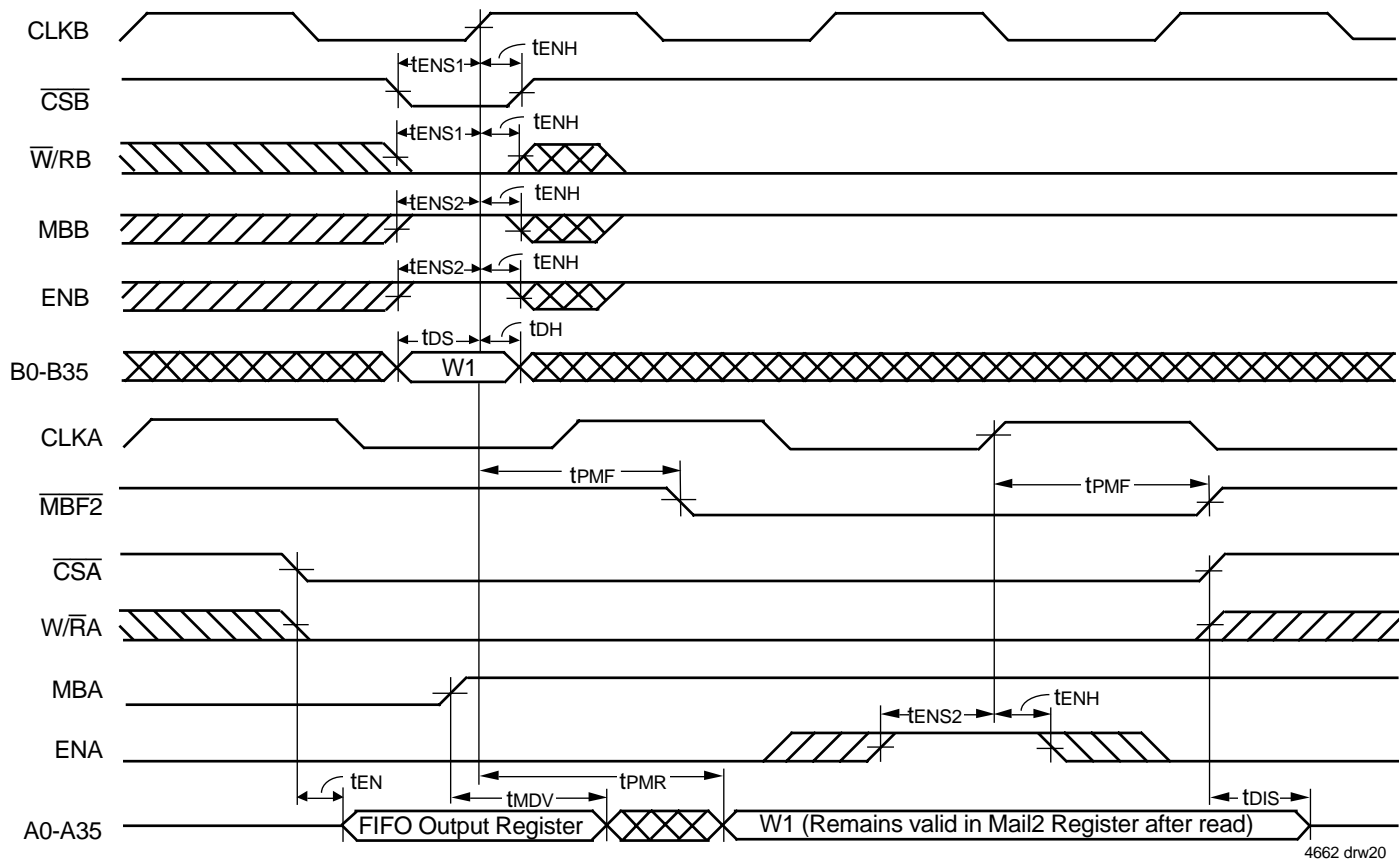 CLKB
tENS1
tENH
CSB
tENS1
tENH
W/RB
tENS2
tENH
MBB
tENS2
tENH
ENB
tDS
tDH
B0-B35
W1
CLKA
tPMF
tPMF
MBF2
CSA
W/RA
MBA
tENS2
tENH
ENA
tEN
tPMR
tMDV
tDIS
A0-A35
FIFO Output Register
W1 (Remains valid in Mail2 Register after read)
4662 drw20